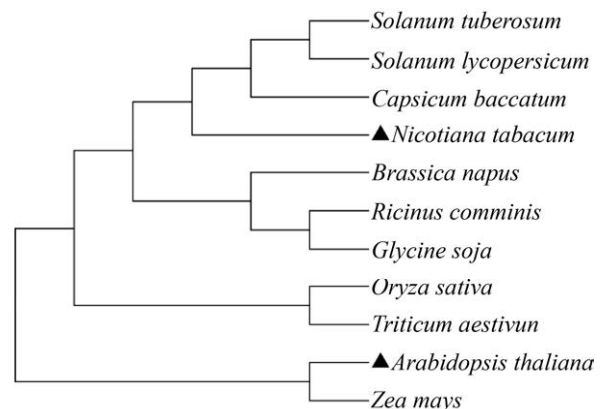 Solanum tuberosum
Solanum lycopersicum
Capsicum baccatum
▲Nicotiana tabacum
Brassica napus
Ricinus comminis
Glycine soja
Oryza sativa
Triticum aestivun
▲Arabidopsis thaliana
Zea mays